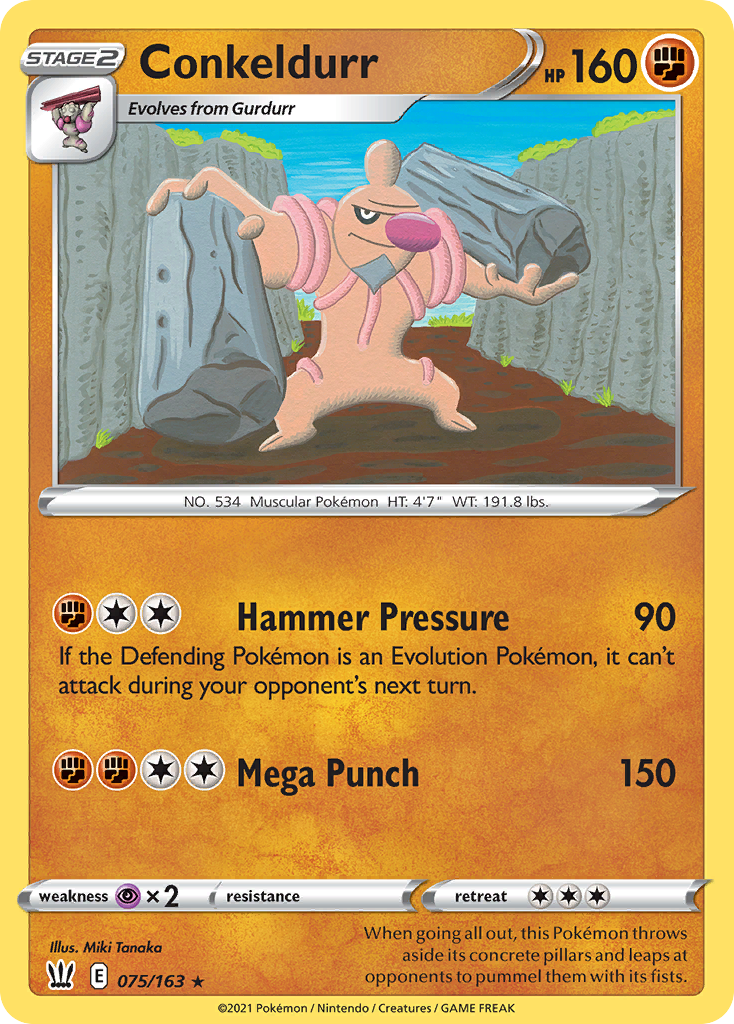 STAGE 2 Conkeldurr HP 160
Evolves from Gurdurr
NO. 534 Muscular Pokémon HT: 4'7" WT: 191.8 lbs.
Hammer Pressure 90
If the Defending Pokémon is an Evolution Pokémon, it can't
attack during your opponent's next turn.
Mega Punch 150
weakness ×2 resistance retreat
Illus. Miki Tanaka
When going all out, this Pokémon throws
aside its concrete pillars and leaps at
opponents to pummel them with its fists.
E 075/163 ★
©2021 Pokémon / Nintendo / Creatures / GAME FREAK